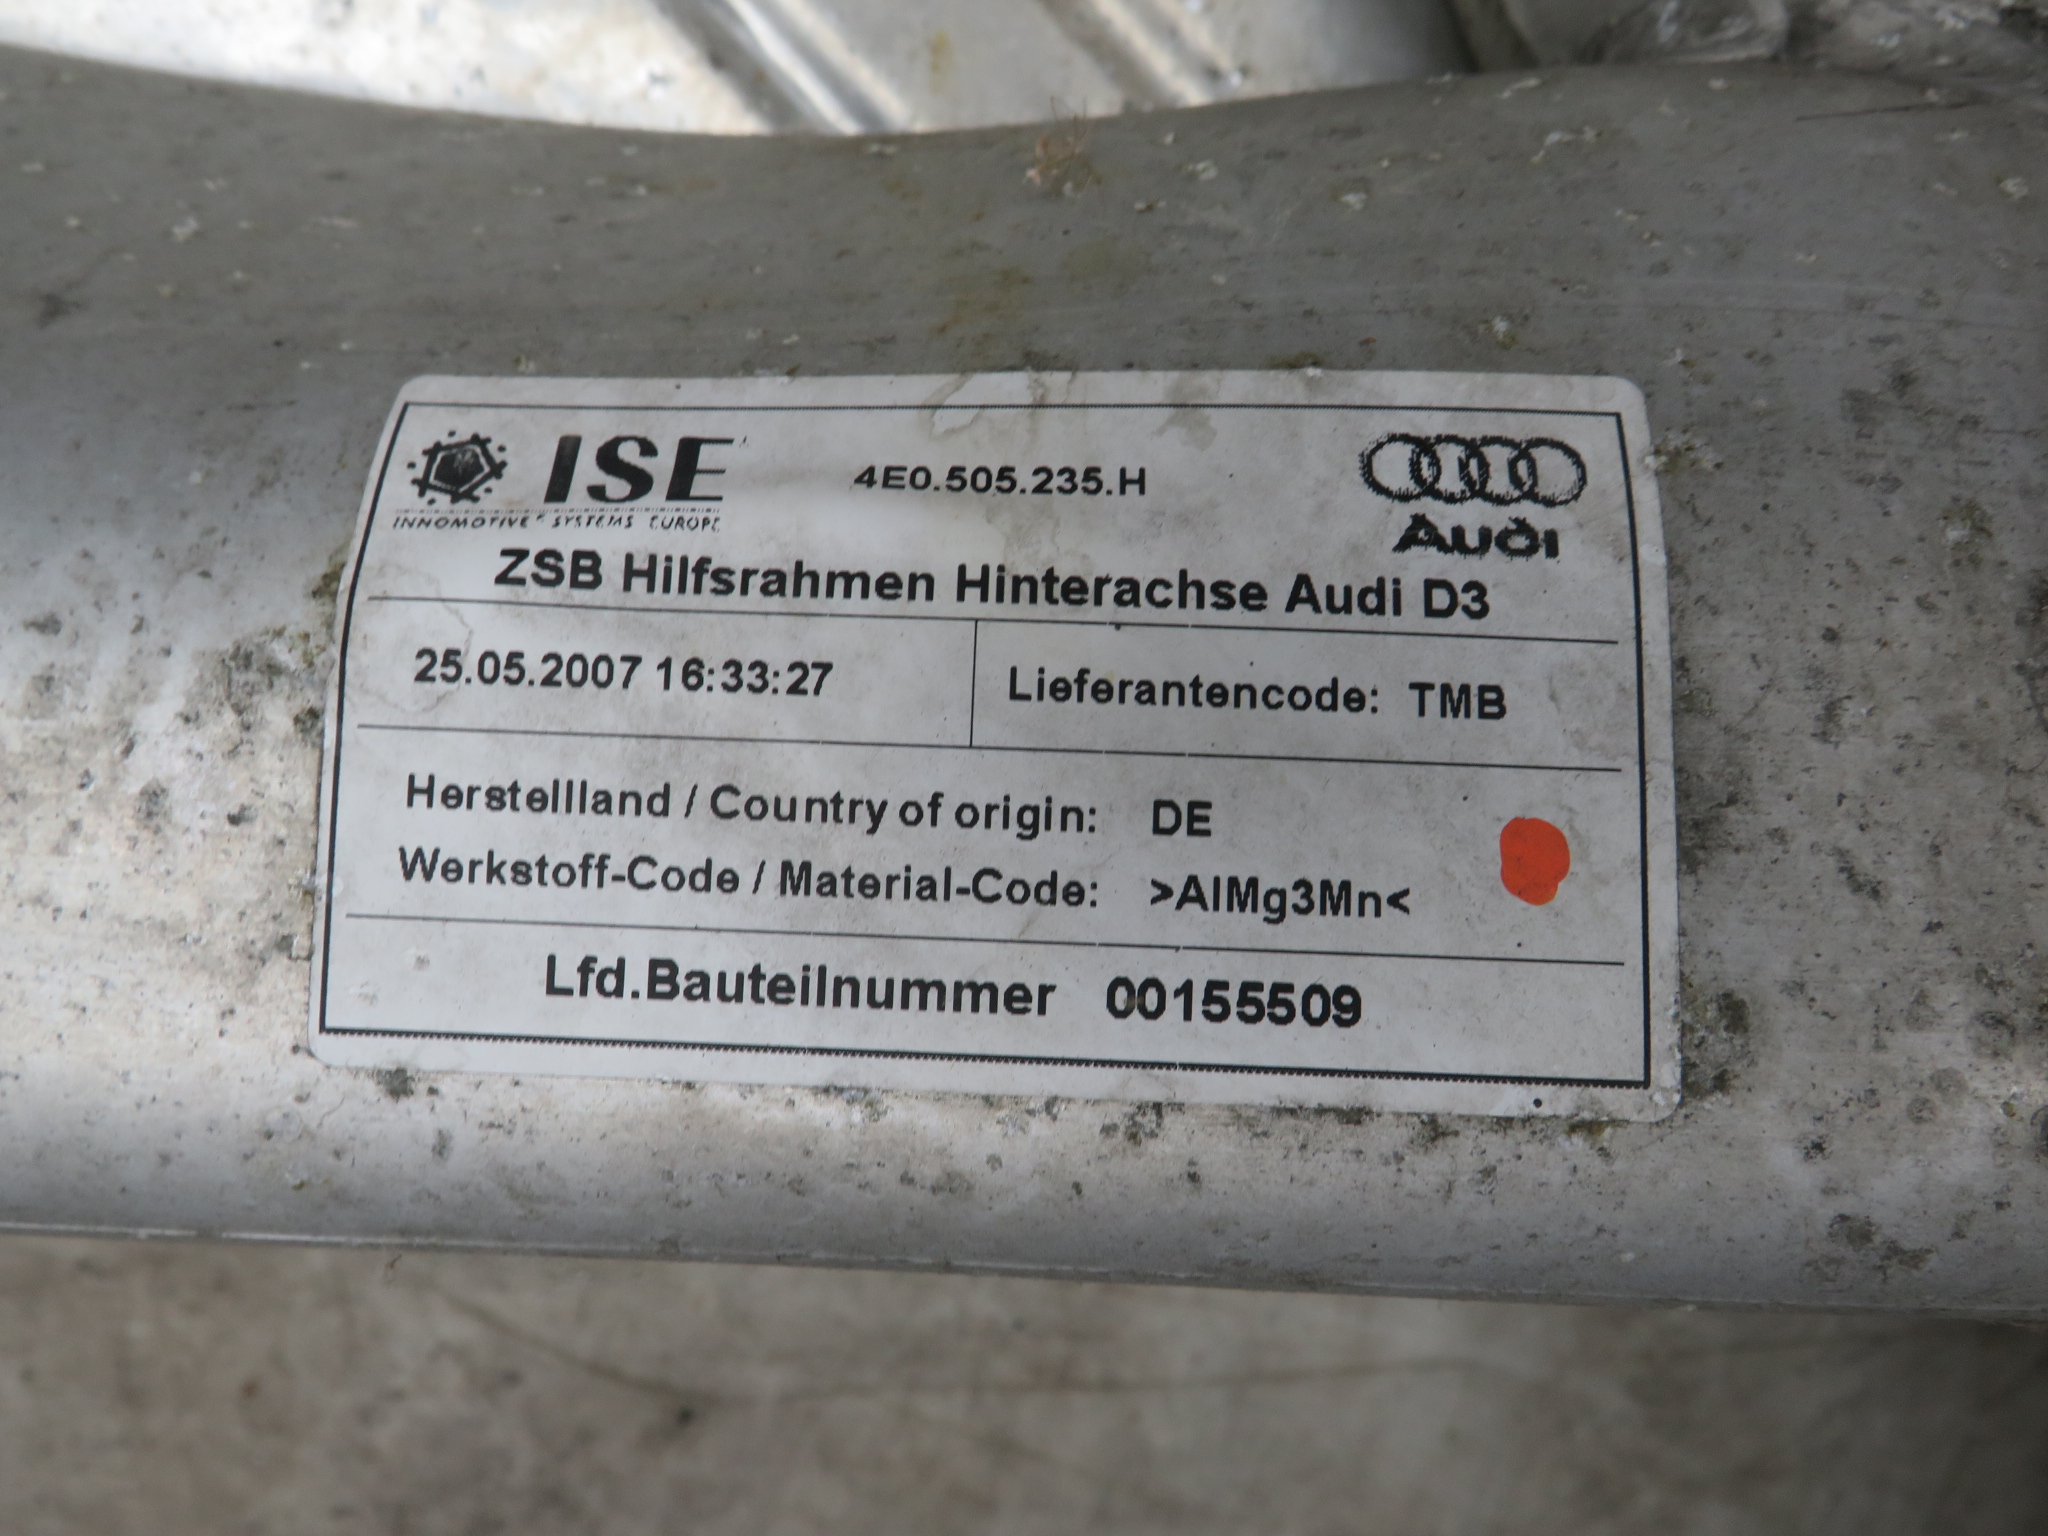 ISE
4E0.505.235.H
INNOMOTIVE SYSTEMS EUROPE
AUDI
ZSB Hilfsrahmen Hinterachse Audi D3
25.05.2007 16:33:27
Lieferantencode: TMB
Herstellland / Country of origin: DE
Werkstoff-Code / Material-Code: >AlMg3Mn<
Lfd.Bauteilnummer 00155509